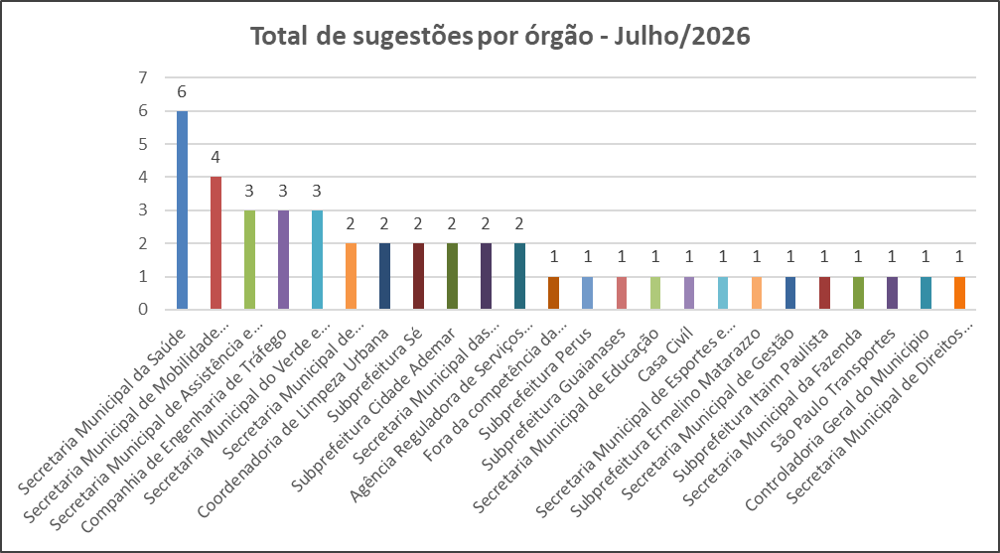 Total de sugestões por órgão - Julho/2026
7
6
5
4
3
2
1
0
6
4
3
3
3
2
2
2
2
2
2
1
1
1
1
1
1
1
1
1
1
1
1
1
Secretaria Municipal da Saúde
Secretaria Municipal de Mobilidade...
Secretaria Municipal de Assistência e...
Companhia de Engenharia de Tráfego
Secretaria Municipal do Verde e...
Secretaria Municipal de...
Coordenadoria de Limpeza Urbana
Subprefeitura Sé
Subprefeitura Cidade Ademar
Secretaria Municipal das...
Agência Reguladora de Serviços...
Fora da competência da...
Subprefeitura Perus
Subprefeitura Guaianases
Secretaria Municipal de Educação
Casa Civíl
Secretaria Municipal de Esportes e...
Subprefeitura Ermelino Matarazzo
Secretaria Municipal de Gestão
Subprefeitura Itaim Paulista
Secretaria Municipal da Fazenda
São Paulo Transportes
Controladoria Geral do Município
Secretaria Municipal de Direitos...